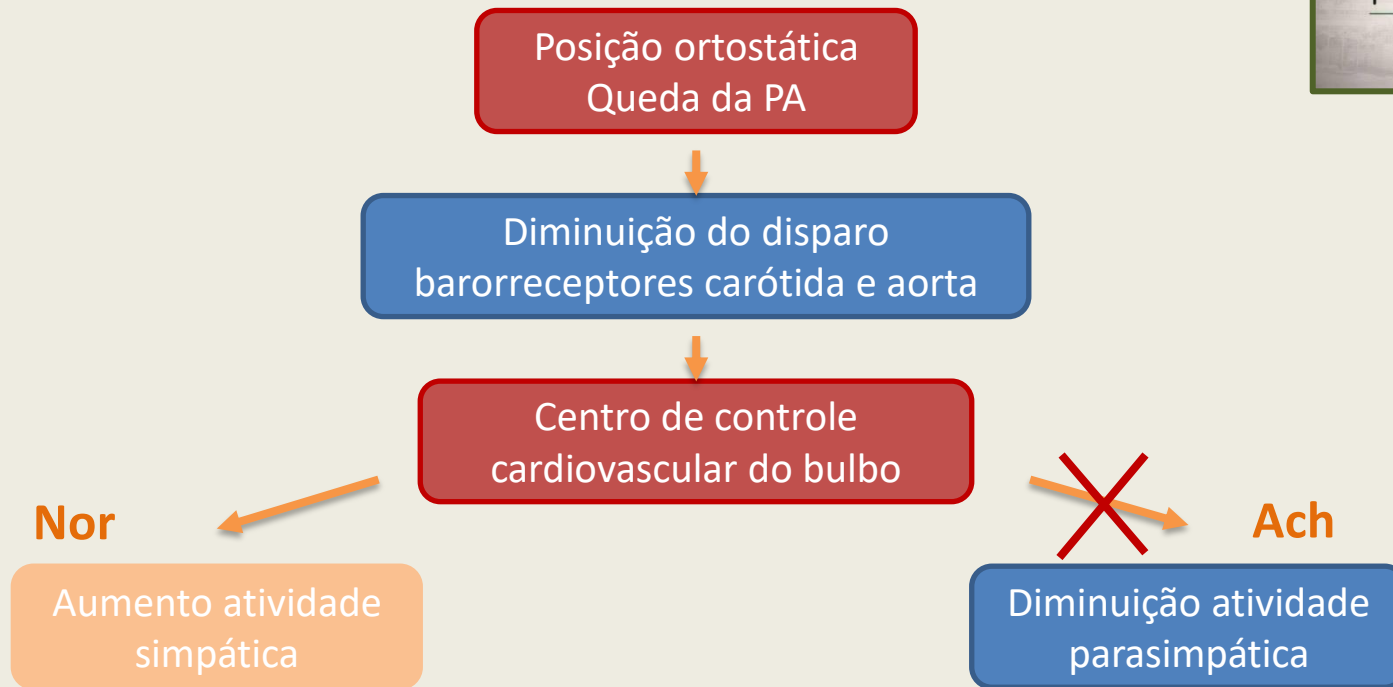 Posição ortostática
Queda da PA
Diminuição do disparo
barorreceptores carótida e aorta
Centro de controle
cardiovascular do bulbo
Nor
Ach
Aumento atividade
simpática
Diminuição atividade
parasimpática